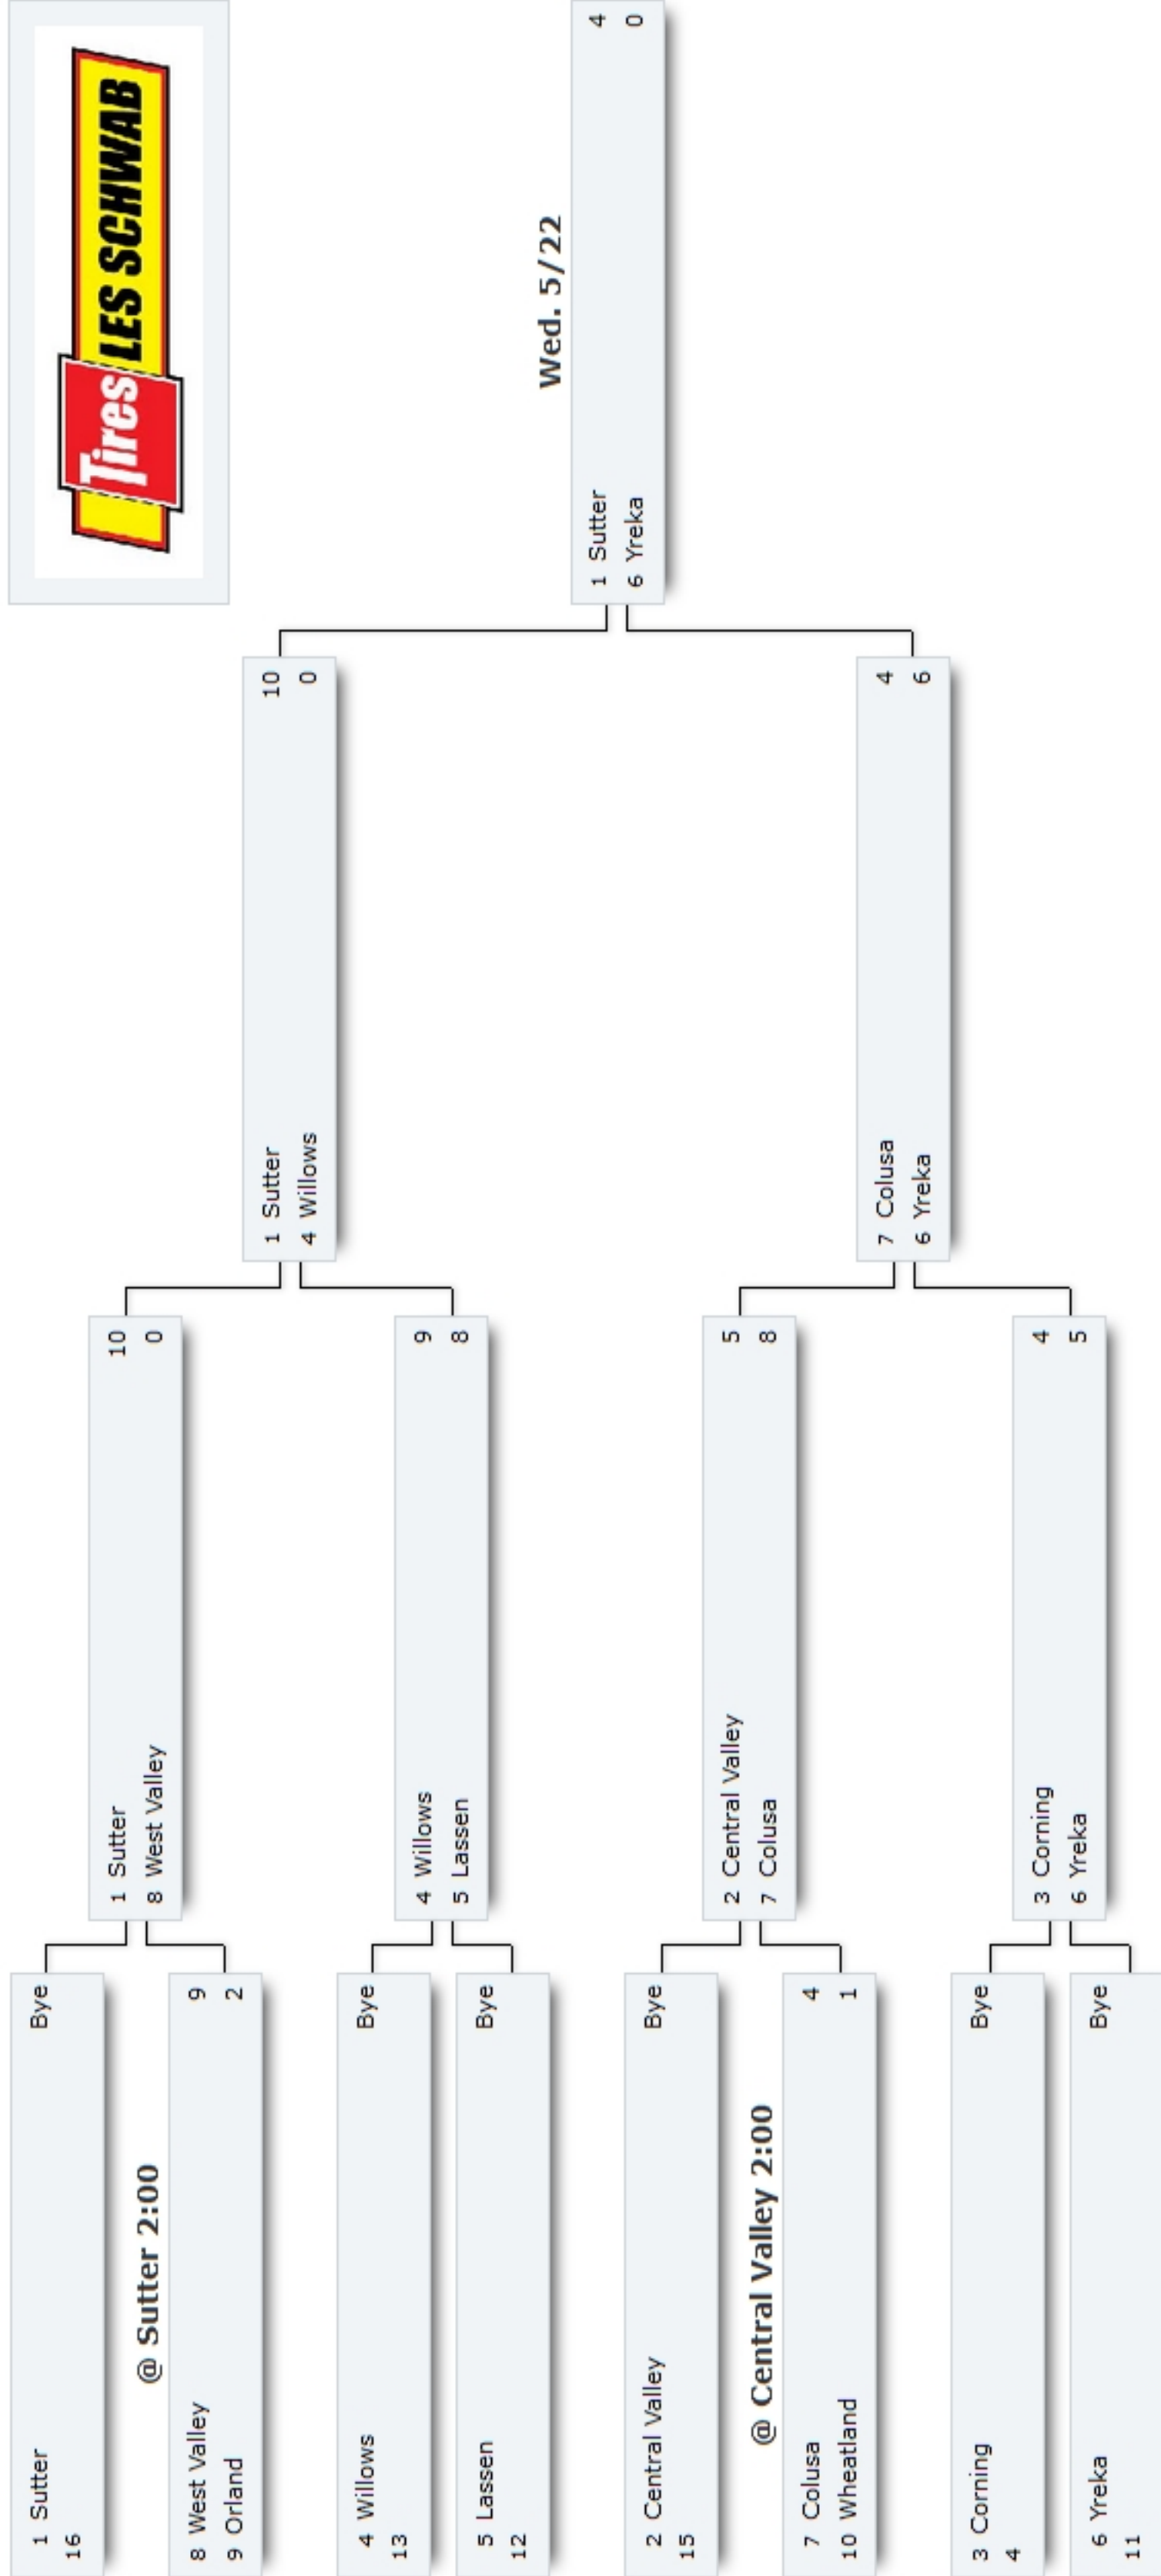 Tires LES SCHWAB
1 Sutter Bye
16
@ Sutter 2:00
8 West Valley 9
9 Orland 2
4 Willows Bye
13
5 Lassen Bye
12
2 Central Valley Bye
15
@ Central Valley 2:00
7 Colusa 4
10 Wheatland 1
3 Corning Bye
4
6 Yreka Bye
11
1 Sutter 10
8 West Valley 0
4 Willows 9
5 Lassen 8
2 Central Valley 5
7 Colusa 8
3 Corning 4
6 Yreka 5
1 Sutter 10
4 Willows 0
7 Colusa 4
6 Yreka 6
Wed. 5/22
1 Sutter 4
6 Yreka 0